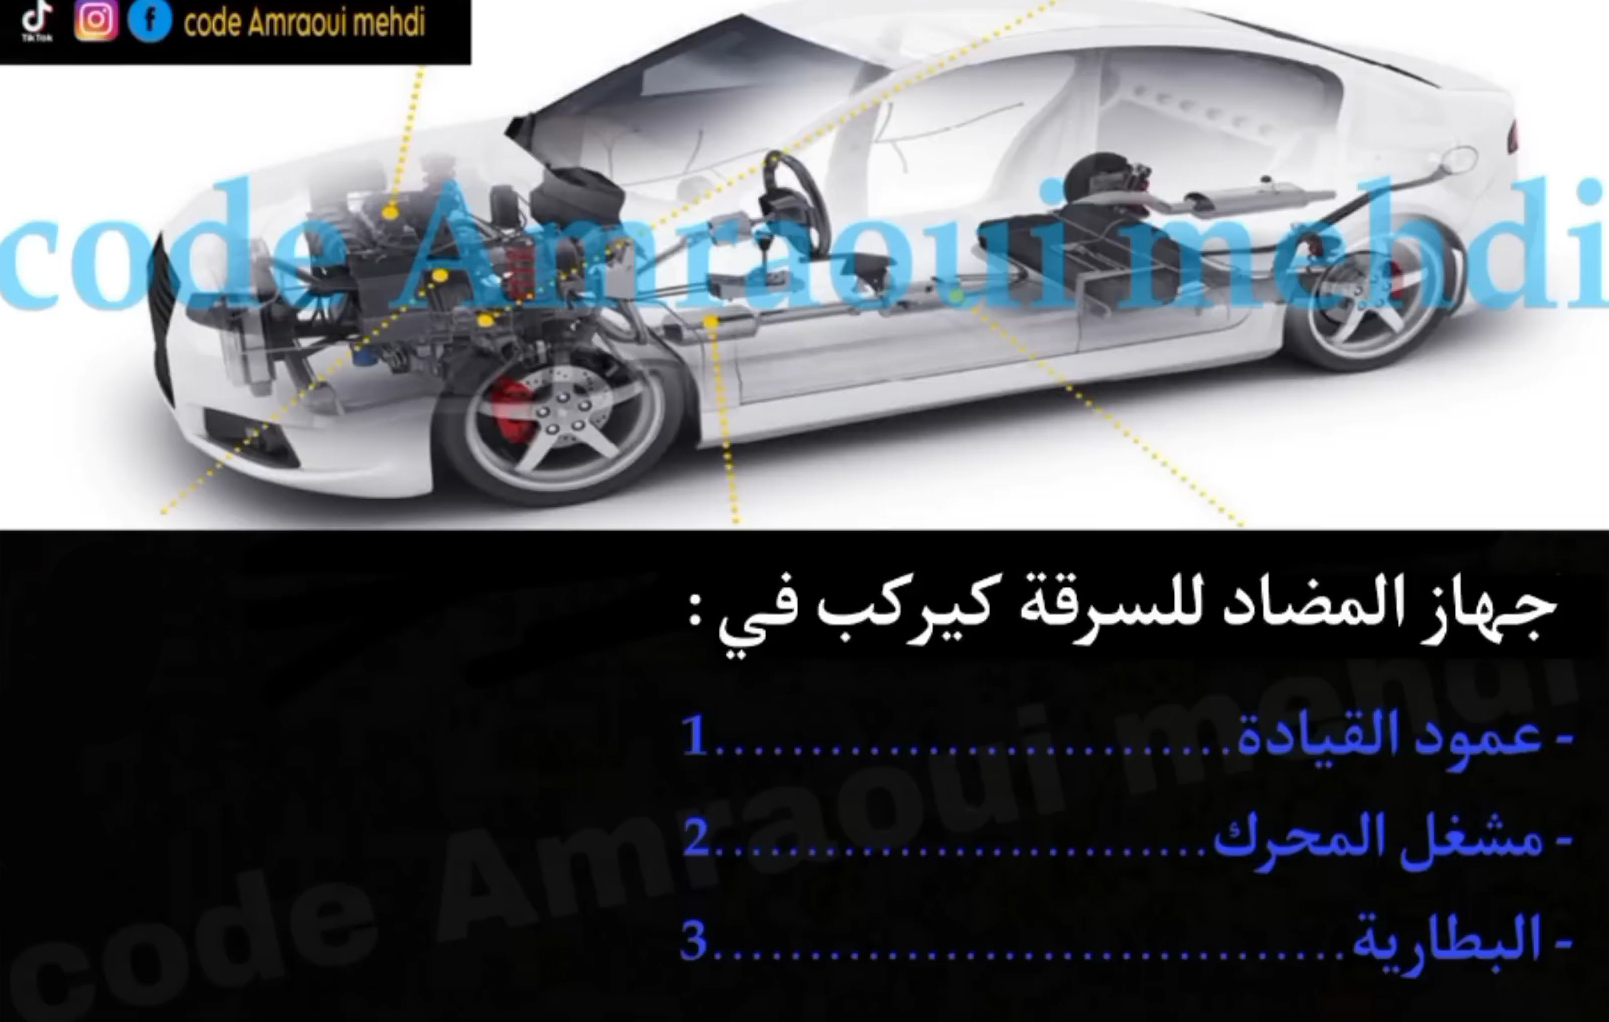 TikTok code Amraoui mehdi
code Amraoui mehdi
جهاز المضاد للسرقة كيركب في :
- عمود القيادة...........................1
- مشغل المحرك..........................2
- البطارية.................................3
code Amraoui mehdi